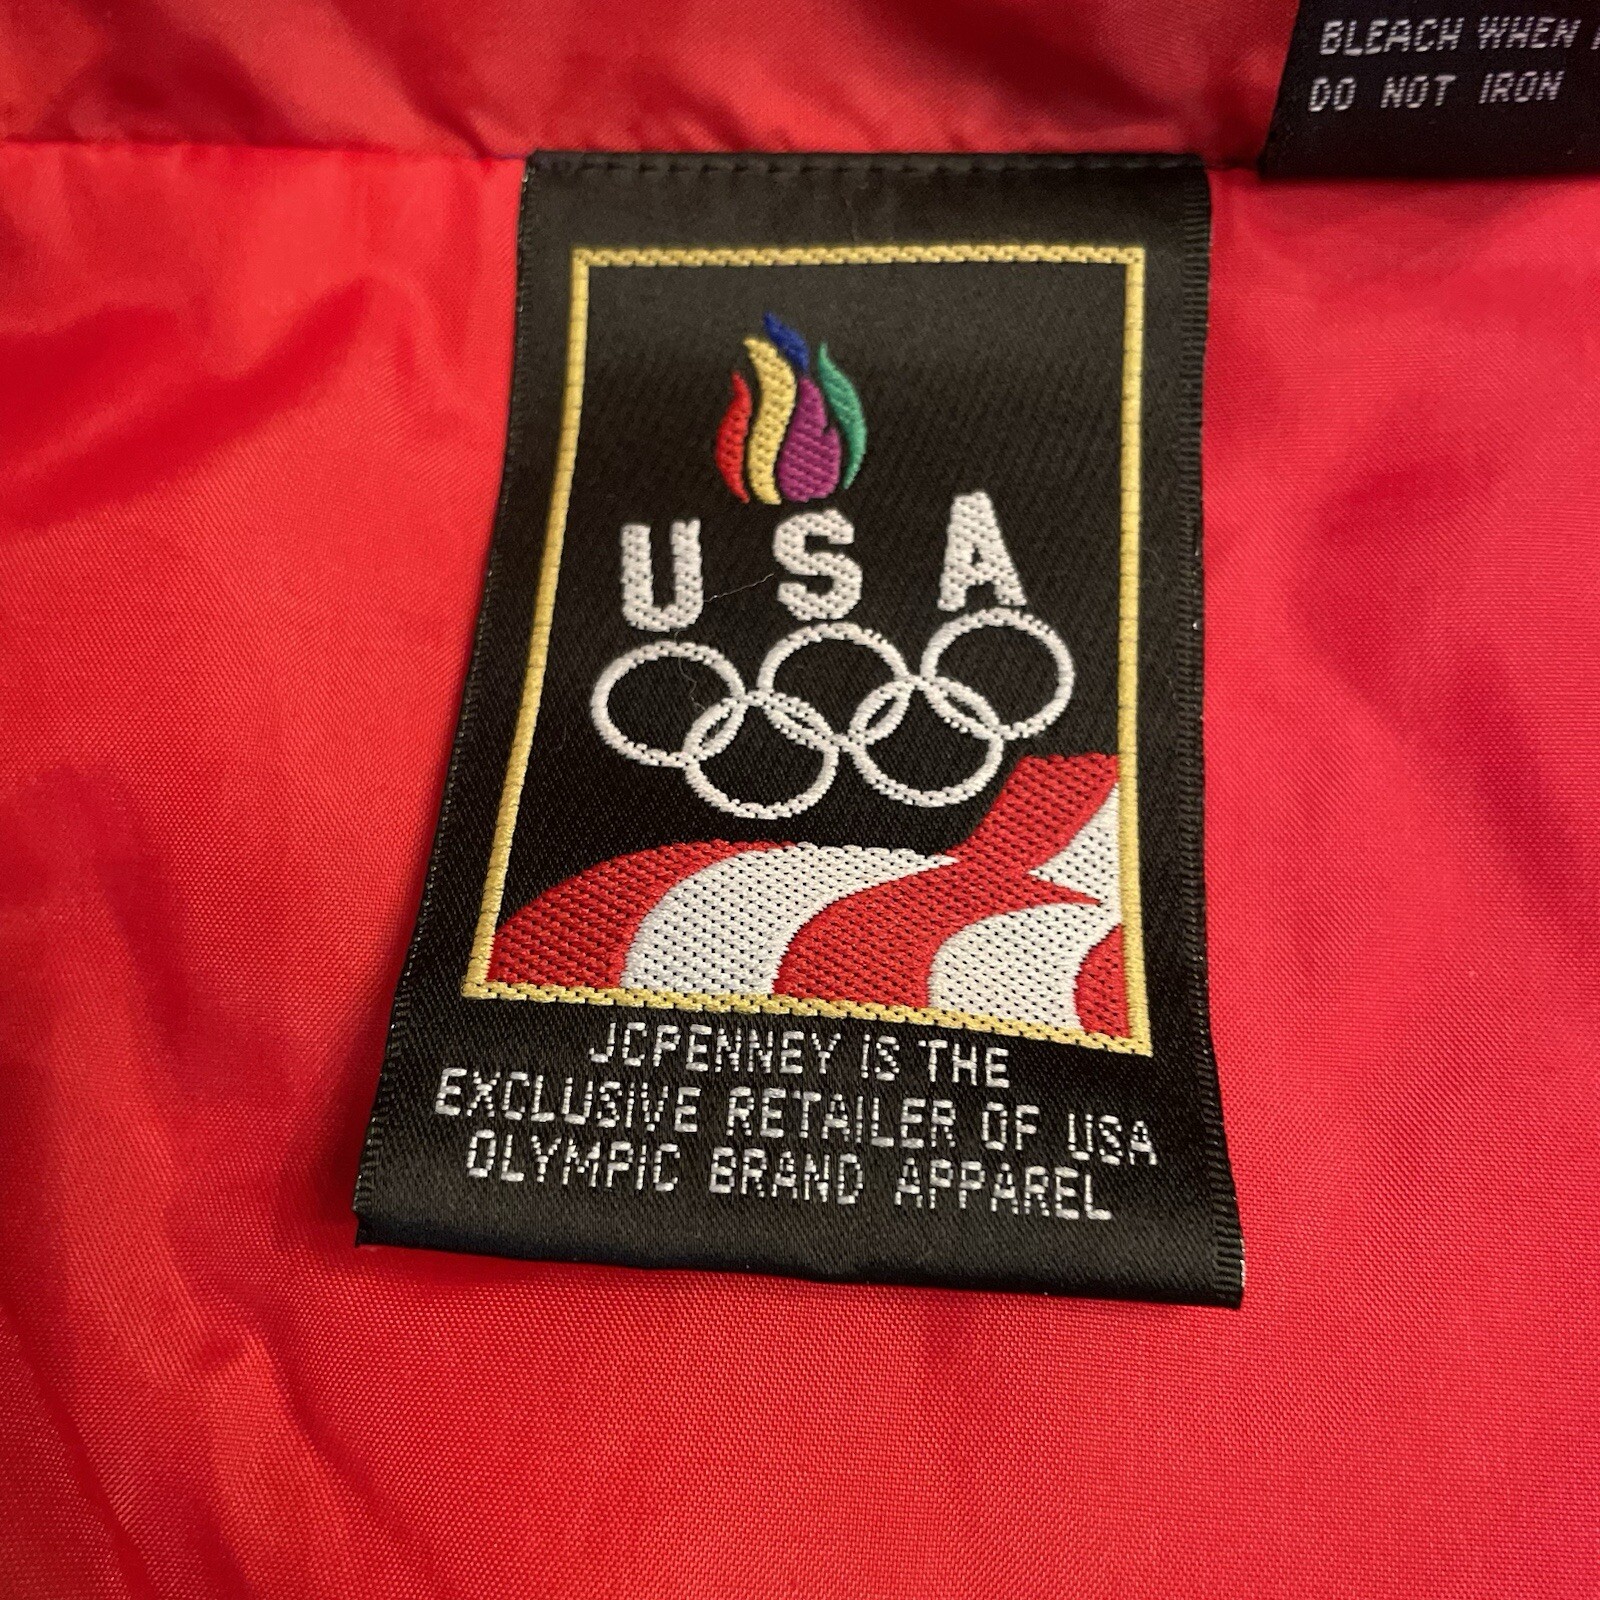 BLEACH WHEN
DO NOT IRON
USA
JCPENNEY IS THE
EXCLUSIVE RETAILER OF USA
OLYMPIC BRAND APPAREL